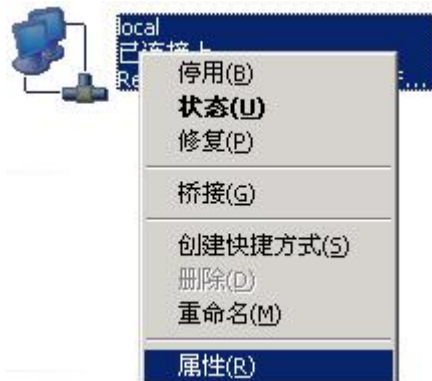 local
已连接上
停用(B)
状态(U)
修复(P)
桥接(G)
创建快捷方式(S)
删除(D)
重命名(M)
属性(R)